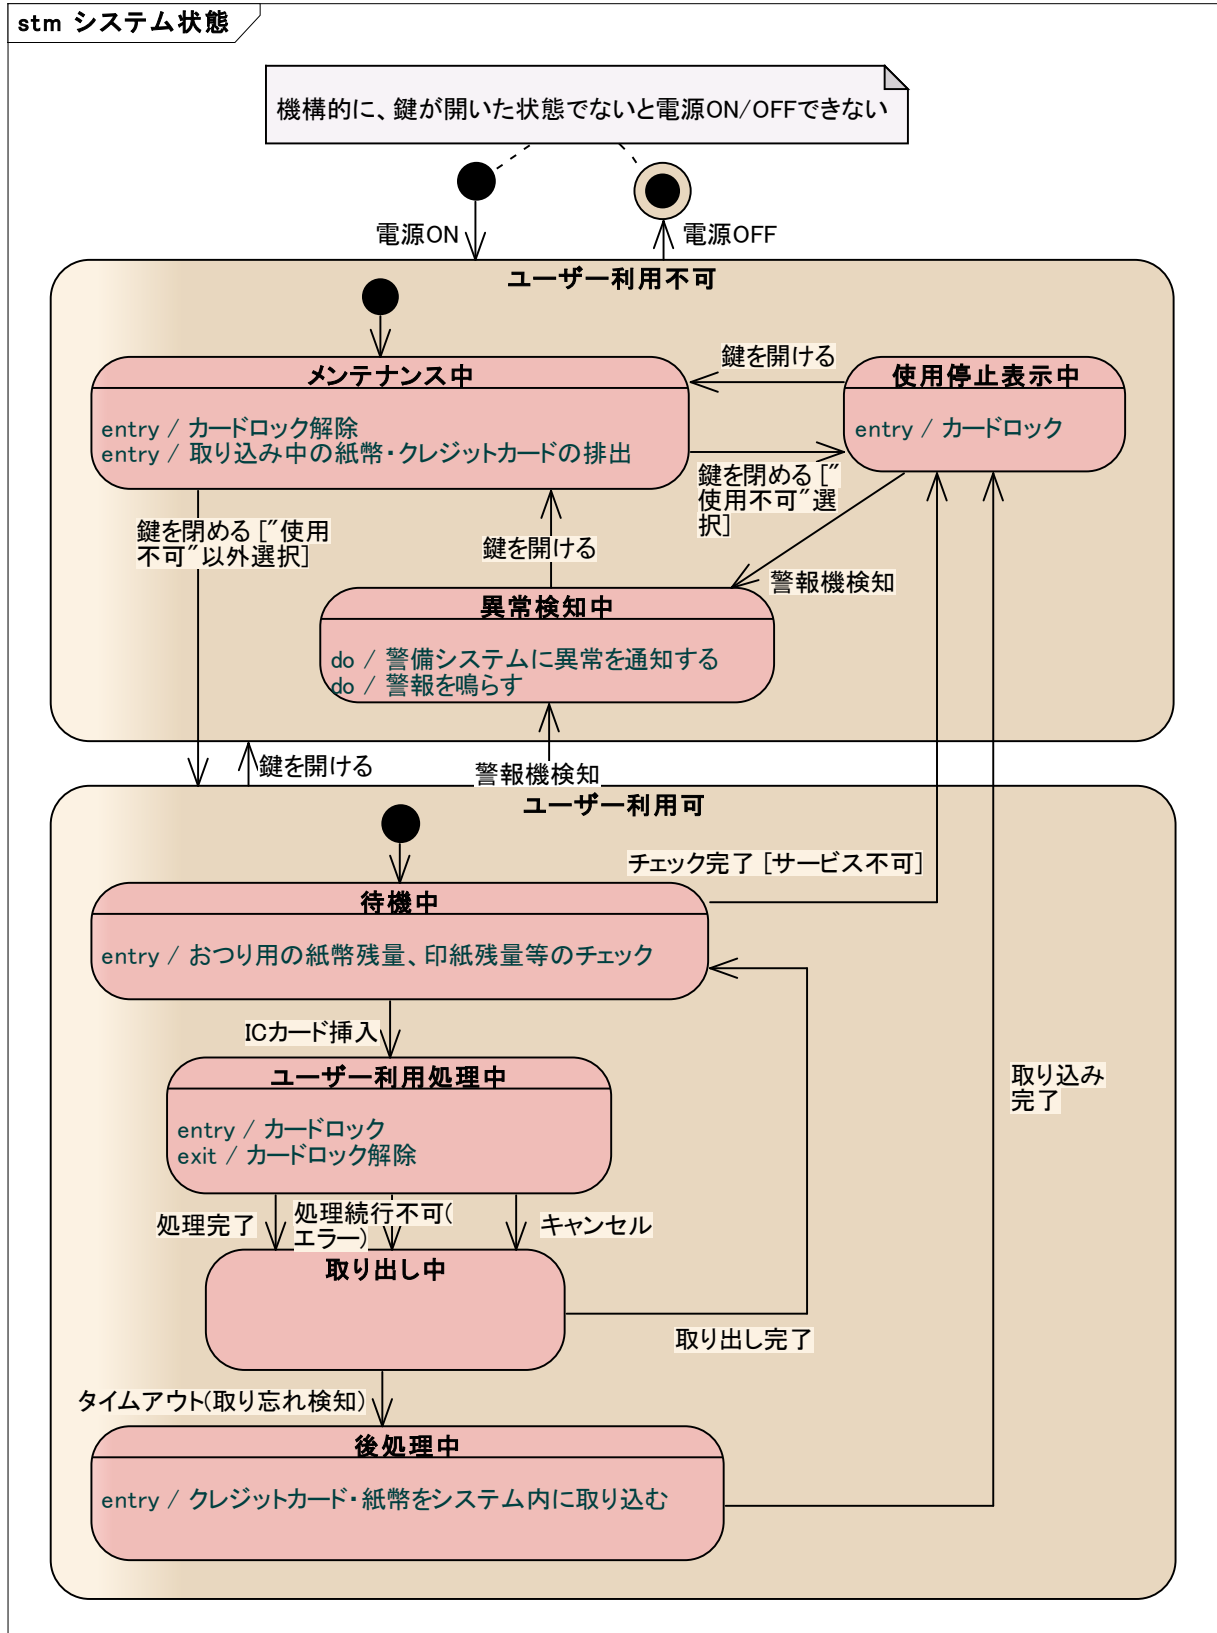 stm システム状態
機構的に、鍵が開いた状態でないと電源ON/OFFできない
電源ON
電源OFF
ユーザー利用不可
メンテナンス中
entry / カードロック解除
entry / 取り込み中の紙幣・クレジットカードの排出
鍵を開ける
使用停止表示中
entry / カードロック
鍵を閉める ["
使用不可"選
択]
鍵を閉める ["使用
不可"以外選択]
鍵を開ける
警報機検知
異常検知中
do / 警備システムに異常を通知する
do / 警報を鳴らす
鍵を開ける
警報機検知
ユーザー利用可
チェック完了 [サービス不可]
待機中
entry / おつり用の紙幣残量、印紙残量等のチェック
ICカード挿入
ユーザー利用処理中
entry / カードロック
exit / カードロック解除
取り込み
完了
処理完了
処理続行不可(
エラー)
キャンセル
取り出し中
取り出し完了
タイムアウト(取り忘れ検知)
後処理中
entry / クレジットカード・紙幣をシステム内に取り込む